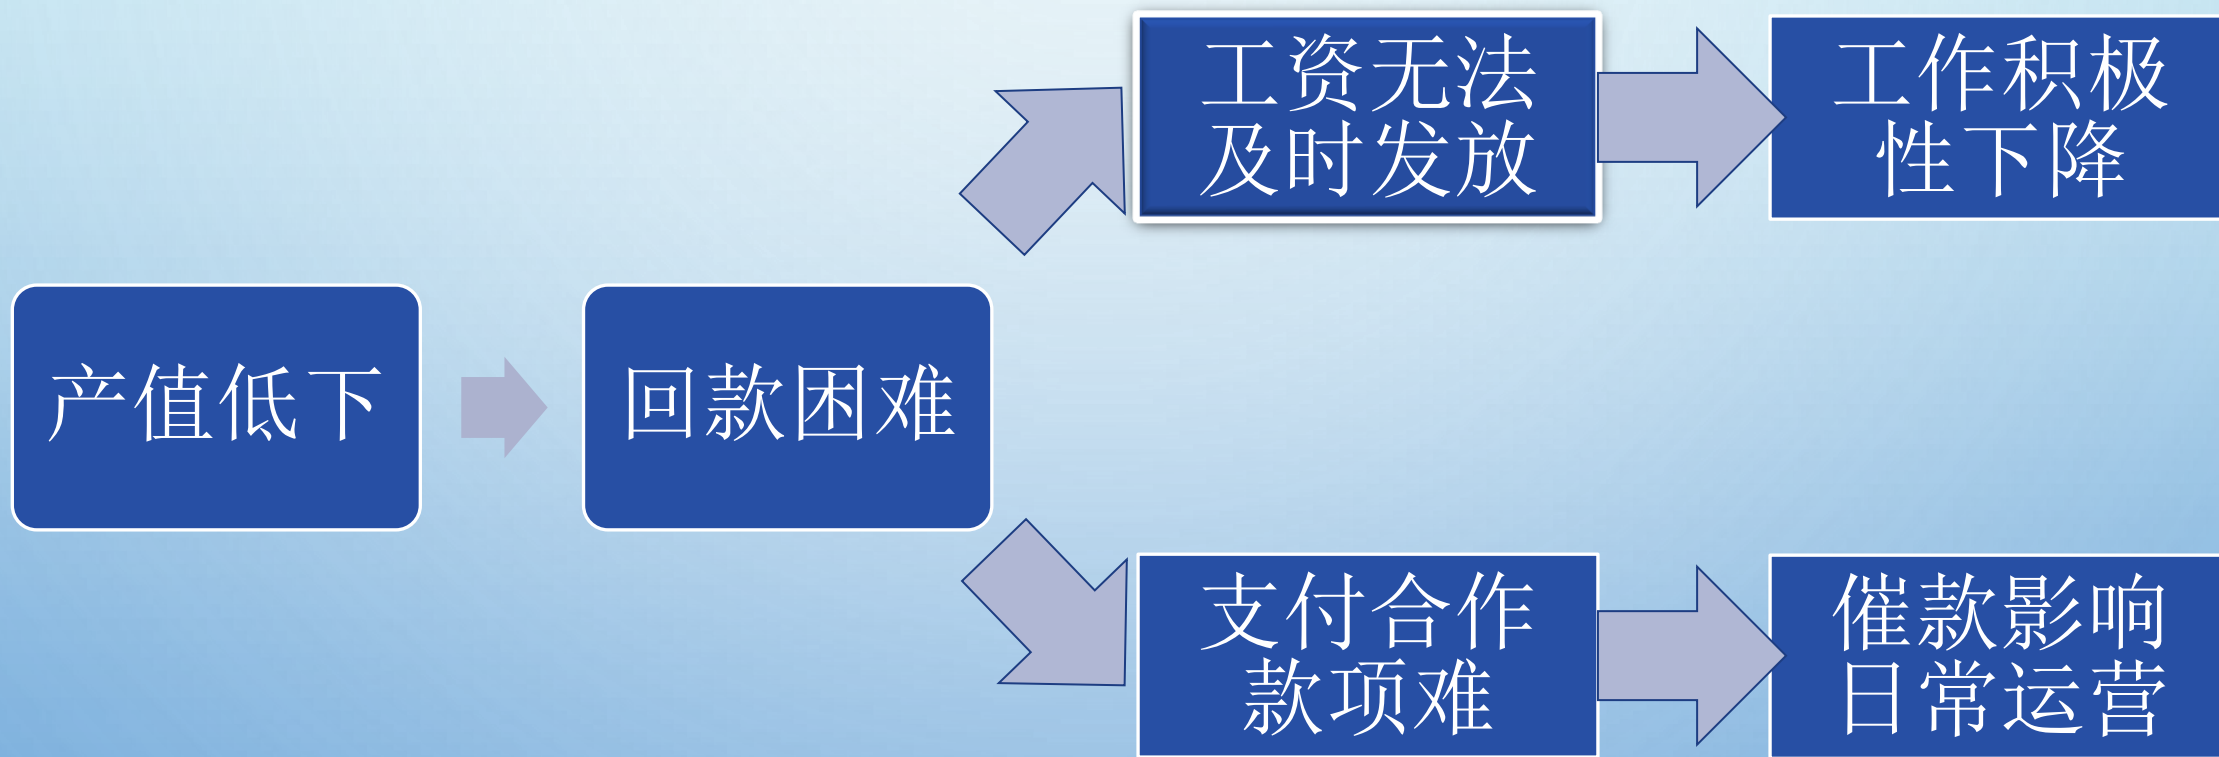 产值低下
回款困难
工资无法
及时发放
工作积极
性下降
支付合作
款项难
催款影响
日常运营